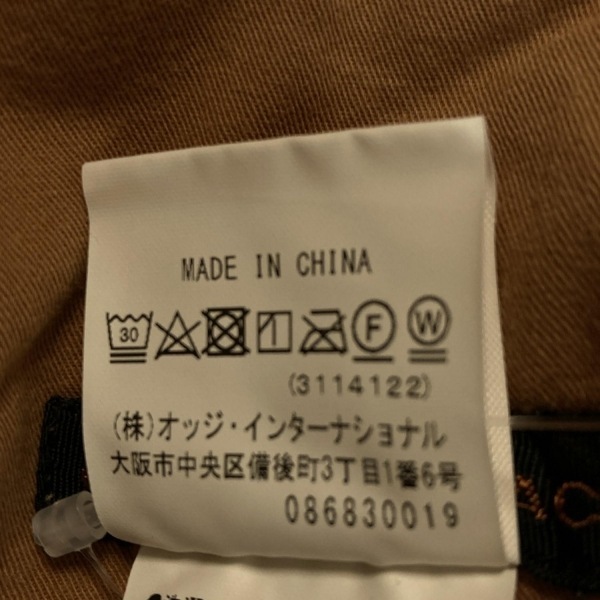 MADE IN CHINA
30 F W
(3114122)
(株)オッジ・インターナショナル
大阪市中央区備後町3丁目1番6号
086830019